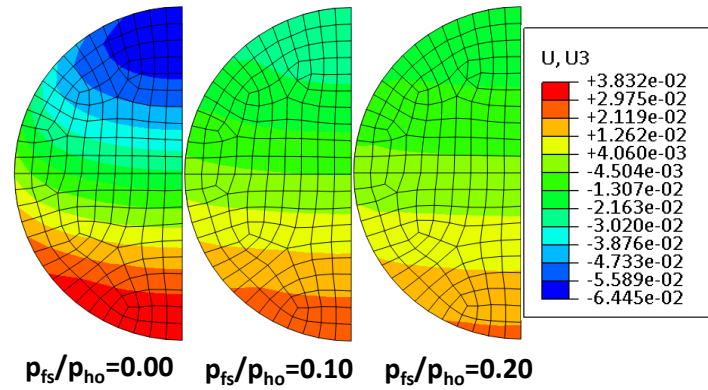 U, U3
+3.832e-02
+2.975e-02
+2.119e-02
+1.262e-02
+4.060e-03
-4.504e-03
-1.307e-02
-2.163e-02
-3.020e-02
-3.876e-02
-4.733e-02
-5.589e-02
-6.445e-02
pfs/pho=0.00 pfs/pho=0.10 pfs/pho=0.20